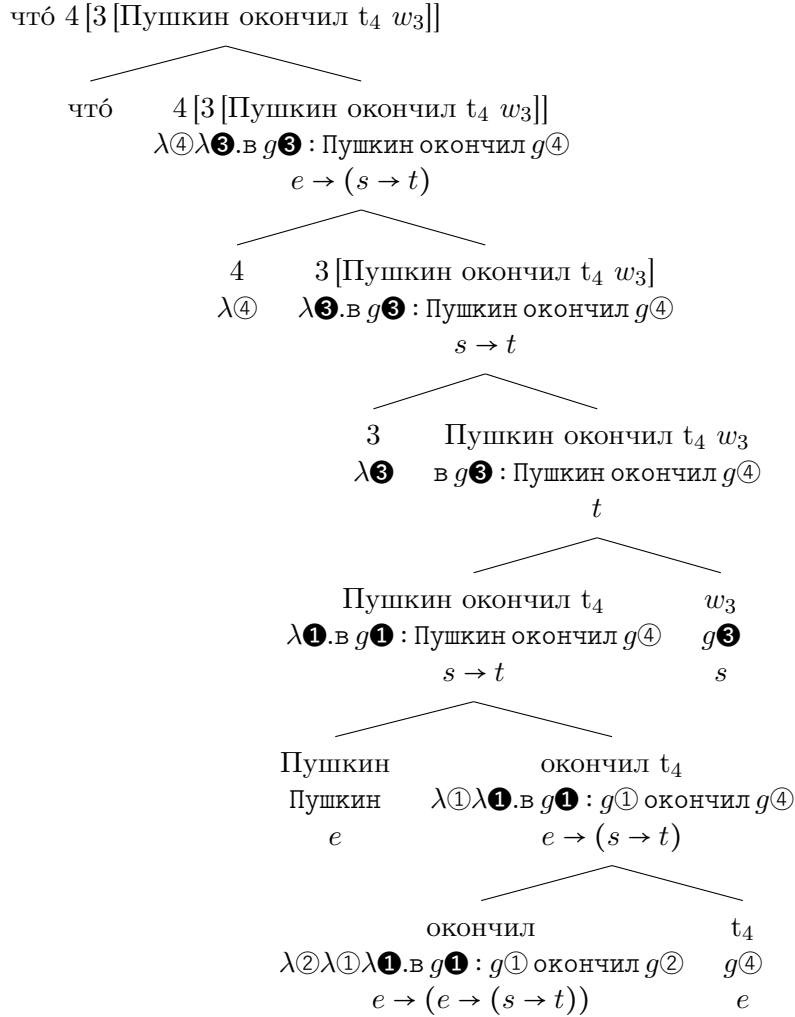 что́ 4 [3 [Пушкин окончил t₄ w₃]]
что́ 4 [3 [Пушкин окончил t₄ w₃]]
λ④λ❸.в g❸ : Пушкин окончил g④
e → (s → t)
4 3 [Пушкин окончил t₄ w₃]
λ④ λ❸.в g❸ : Пушкин окончил g④
s → t
3 Пушкин окончил t₄ w₃
λ❸ в g❸ : Пушкин окончил g④
t
Пушкин окончил t₄ w₃
λ❶.в g❶ : Пушкин окончил g④ g❸
s → t s
Пушкин окончил t₄
Пушкин λ①λ❶.в g❶ : g① окончил g④
e e → (s → t)
окончил t₄
λ②λ①λ❶.в g❶ : g① окончил g② g④
e → (e → (s → t)) e